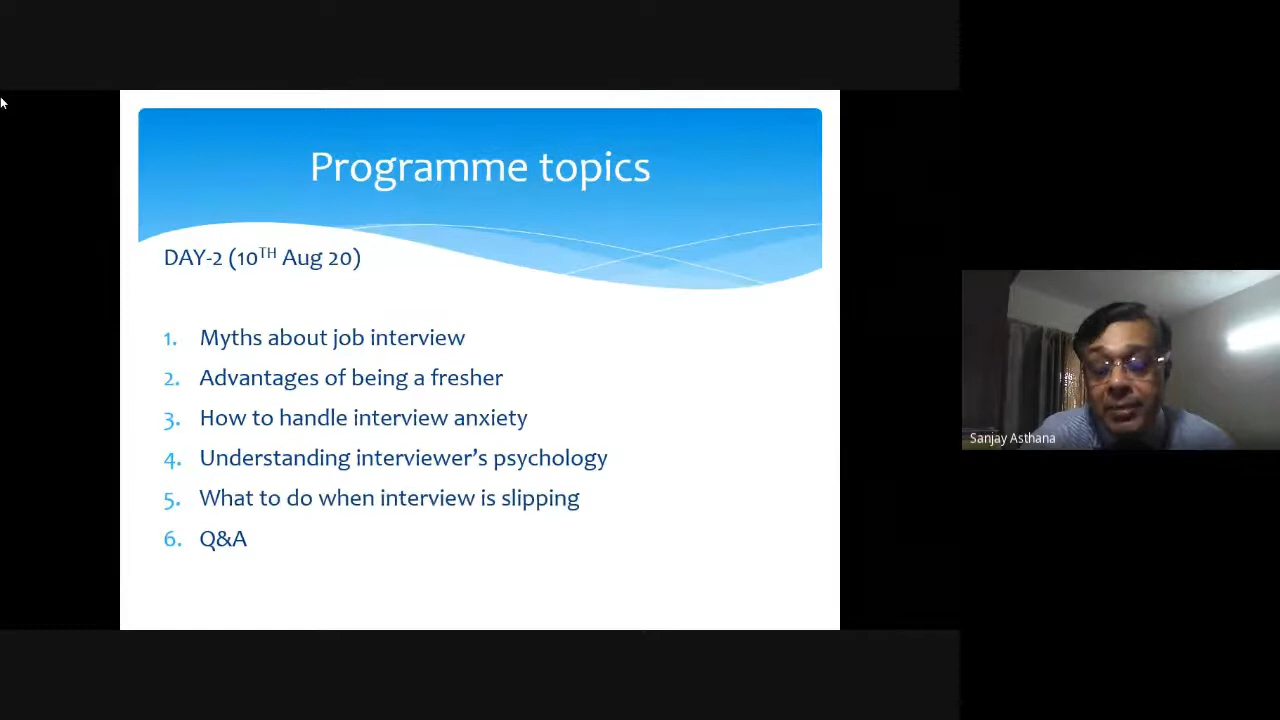 Programme topics
DAY-2 (10TH Aug 20)
1. Myths about job interview
2. Advantages of being a fresher
3. How to handle interview anxiety
4. Understanding interviewer's psychology
5. What to do when interview is slipping
6. Q&A
Sanjay Asthana